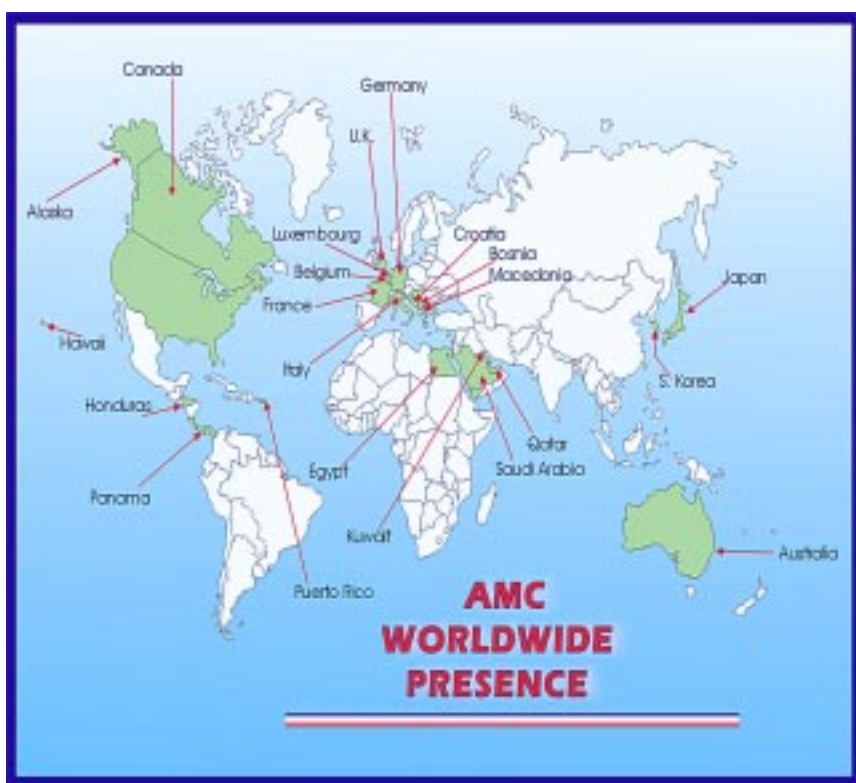 Canada
Germany
U.K.
Alaska
Luxembourg
Croatia
Bosnia
Belgium
Macedonia
Japan
France
Hawaii
Italy
S. Korea
Honduras
Qatar
Egypt
Saudi Arabia
Panama
Kuwait
Australia
Puerto Rico
AMC
WORLDWIDE
PRESENCE